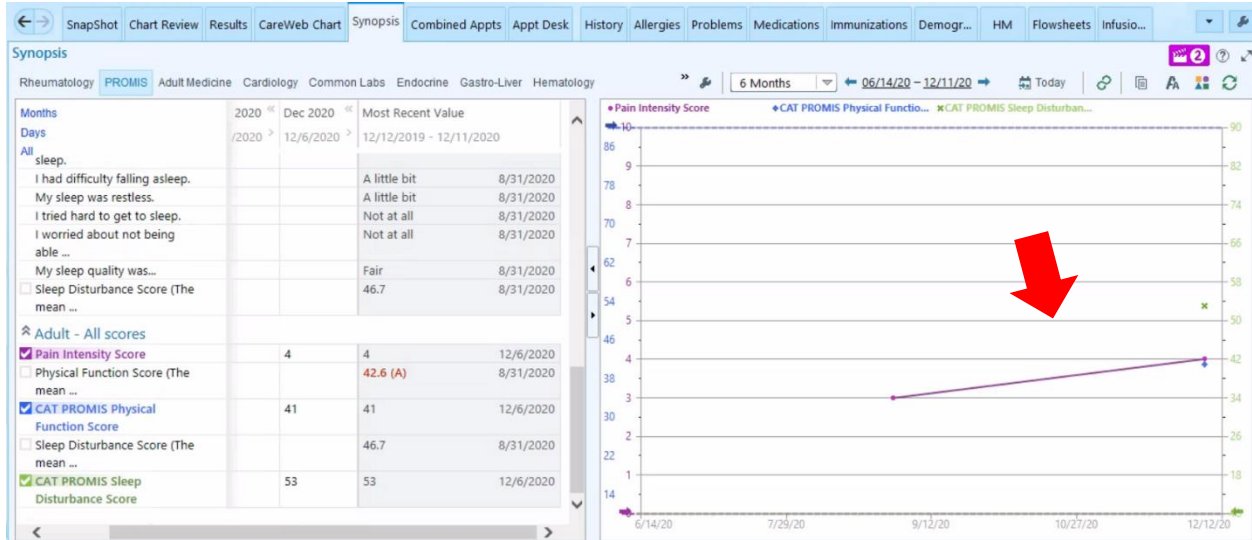 SnapShot Chart Review Results CareWeb Chart Synopsis Combined Appts Appt Desk History Allergies Problems Medications Immunizations Demogr... HM Flowsheets Infusio...
Synopsis
2
Rheumatology PROMIS Adult Medicine Cardiology Common Labs Endocrine Gastro-Liver Hematology » 6 Months 06/14/20 – 12/11/20 Today
Months 2020 « Dec 2020 « Most Recent Value
Days /2020 > 12/6/2020 > 12/12/2019 - 12/11/2020
All
sleep.
I had difficulty falling asleep. A little bit 8/31/2020
My sleep was restless. A little bit 8/31/2020
I tried hard to get to sleep. Not at all 8/31/2020
I worried about not being Not at all 8/31/2020
able ...
My sleep quality was... Fair 8/31/2020
Sleep Disturbance Score (The 46.7 8/31/2020
mean ...
Adult - All scores
Pain Intensity Score 4 4 12/6/2020
Physical Function Score (The 42.6 (A) 8/31/2020
mean ...
CAT PROMIS Physical 41 41 12/6/2020
Function Score
Sleep Disturbance Score (The 46.7 8/31/2020
mean ...
CAT PROMIS Sleep 53 53 12/6/2020
Disturbance Score
Pain Intensity Score CAT PROMIS Physical Functio... CAT PROMIS Sleep Disturban...
10 90
86
9 82
78
8 74
70
7 66
62
6 58
54
5 50
46
4 42
38
3 34
30
2 26
22
1 18
14
6/14/20 7/29/20 9/12/20 10/27/20 12/12/20